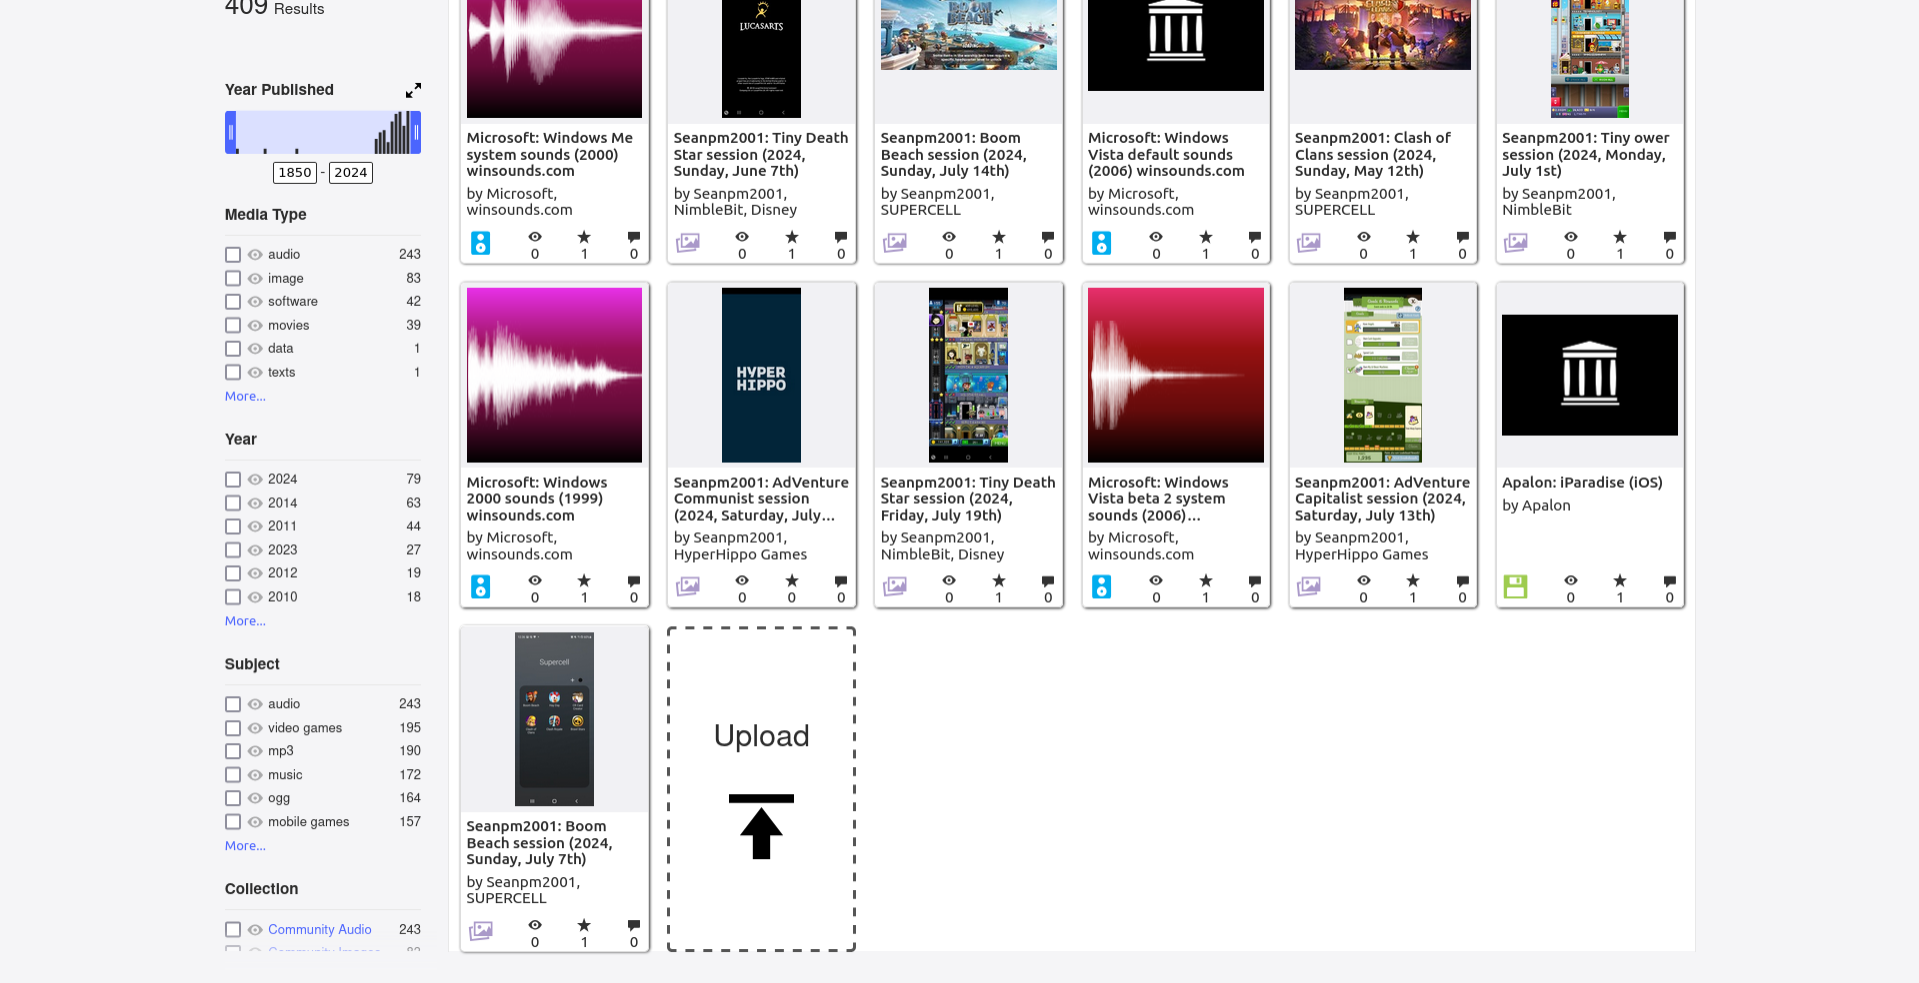 409 Results
Year Published
1850 - 2024
Media Type
audio 243
image 83
software 42
movies 39
data 1
texts 1
More...
Year
2024 79
2014 63
2011 44
2023 27
2012 19
2010 18
More...
Subject
audio 243
video games 195
mp3 190
music 172
ogg 164
mobile games 157
More...
Collection
Community Audio 243
LUCASARTS
BOOM BEACH
Microsoft: Windows Me
system sounds (2000)
winsounds.com
by Microsoft,
winsounds.com
0 1 0
Seanpm2001: Tiny Death
Star session (2024,
Sunday, June 7th)
by Seanpm2001,
NimbleBit, Disney
0 1 0
Seanpm2001: Boom
Beach session (2024,
Sunday, July 14th)
by Seanpm2001,
SUPERCELL
0 1 0
Microsoft: Windows
Vista default sounds
(2006) winsounds.com
by Microsoft,
winsounds.com
0 1 0
Seanpm2001: Clash of
Clans session (2024,
Sunday, May 12th)
by Seanpm2001,
SUPERCELL
0 1 0
Seanpm2001: Tiny ower
session (2024, Monday,
July 1st)
by Seanpm2001,
NimbleBit
0 1 0
Microsoft: Windows
2000 sounds (1999)
winsounds.com
by Microsoft,
winsounds.com
0 1 0
HYPER
HIPPO
Seanpm2001: AdVenture
Communist session
(2024, Saturday, July...
by Seanpm2001,
HyperHippo Games
0 0 0
Seanpm2001: Tiny Death
Star session (2024,
Friday, July 19th)
by Seanpm2001,
NimbleBit, Disney
0 1 0
Microsoft: Windows
Vista beta 2 system
sounds (2006)...
by Microsoft,
winsounds.com
0 1 0
Seanpm2001: AdVenture
Capitalist session (2024,
Saturday, July 13th)
by Seanpm2001,
HyperHippo Games
0 1 0
Apalon: iParadise (iOS)
by Apalon
0 1 0
Supercell
Seanpm2001: Boom
Beach session (2024,
Sunday, July 7th)
by Seanpm2001,
SUPERCELL
0 1 0
Upload